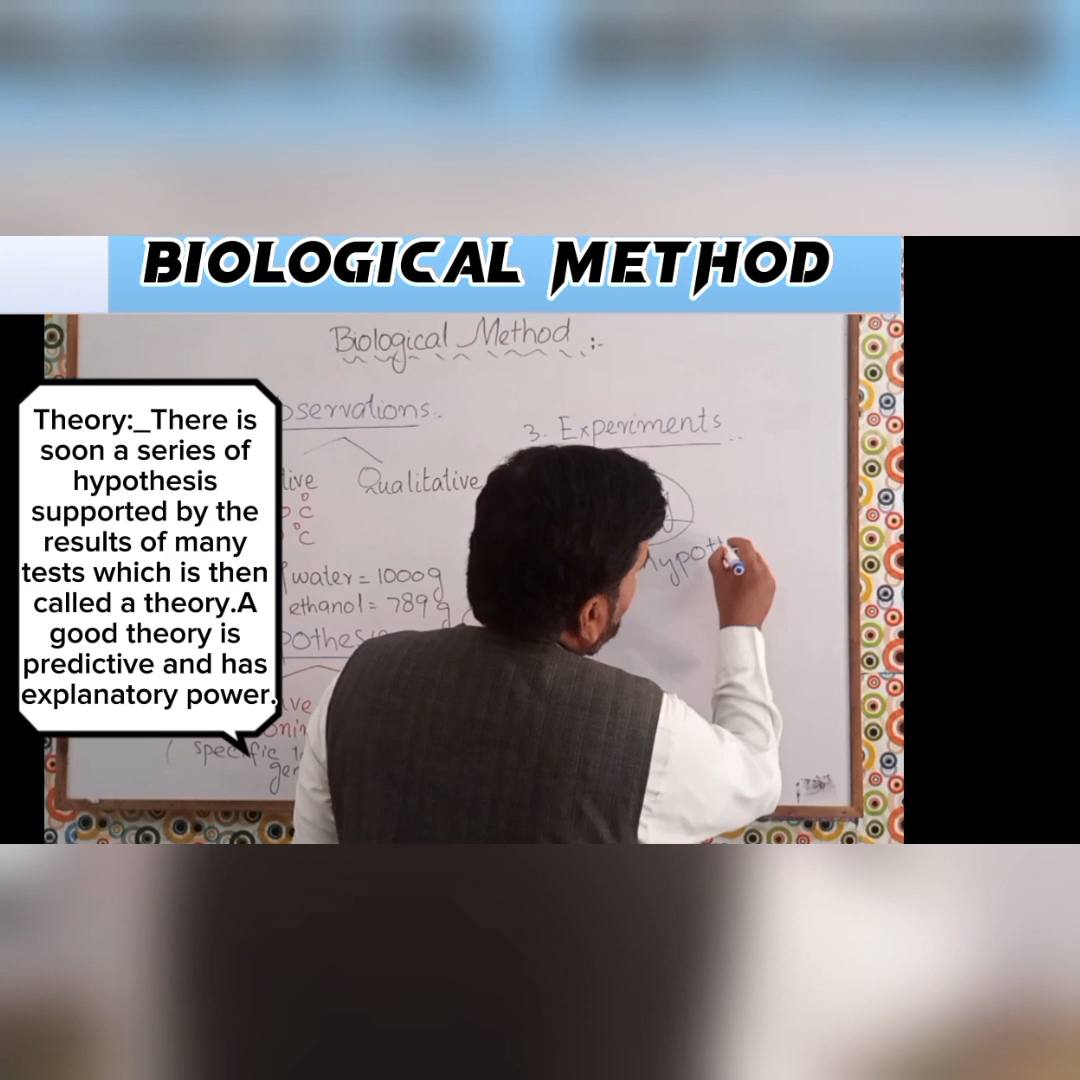 BIOLOGICAL METHOD
Biological Method :-
Theory:_There is
soon a series of
hypothesis
supported by the
results of many
tests which is then
called a theory.A
good theory is
predictive and has
explanatory power.
3. Experiments
Qualitative
°C
°C
water = 1000g
ethanol = 789g
hypoth
specific